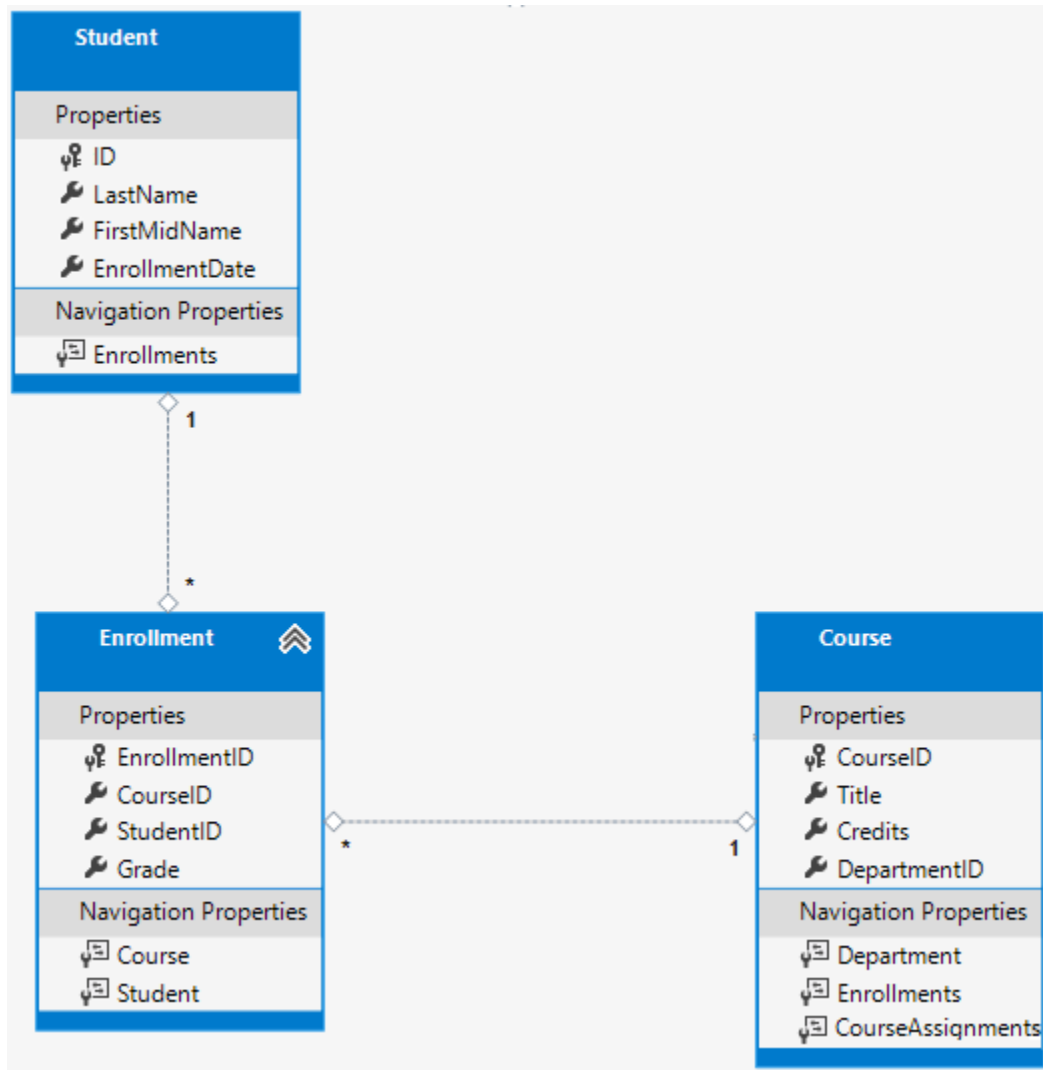 Student
Properties
ID
LastName
FirstMidName
EnrollmentDate
Navigation Properties
Enrollments
1
*
Enrollment
Properties
EnrollmentID
CourseID
StudentID
Grade
Navigation Properties
Course
Student
*
1
Course
Properties
CourseID
Title
Credits
DepartmentID
Navigation Properties
Department
Enrollments
CourseAssignments